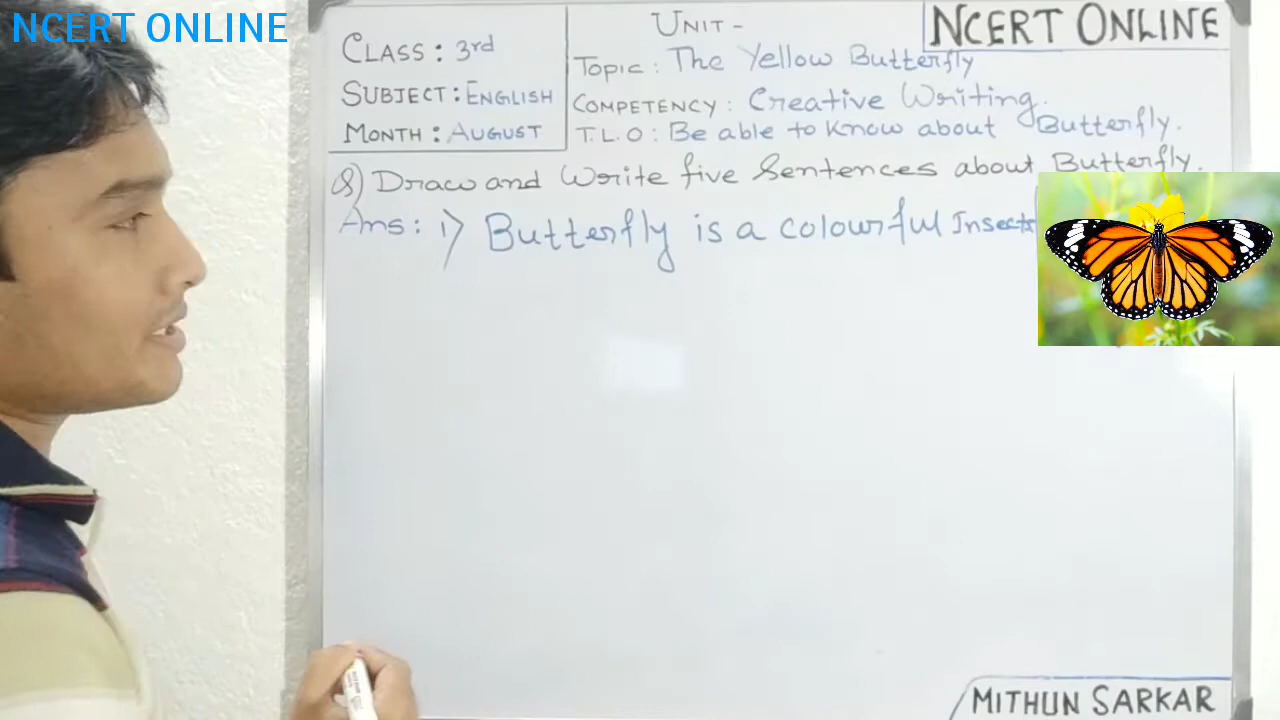 NCERT ONLINE
CLASS : 3rd
SUBJECT : ENGLISH
MONTH : AUGUST
UNIT -
NCERT ONLINE
TOPIC : The Yellow Butterfly
COMPETENCY : Creative Writing.
T.L.O : Be able to know about Butterfly.
Q) Draw and Write five Sentences about Butterfly.
Ans : 1) Butterfly is a colourful Insects
MITHUN SARKAR